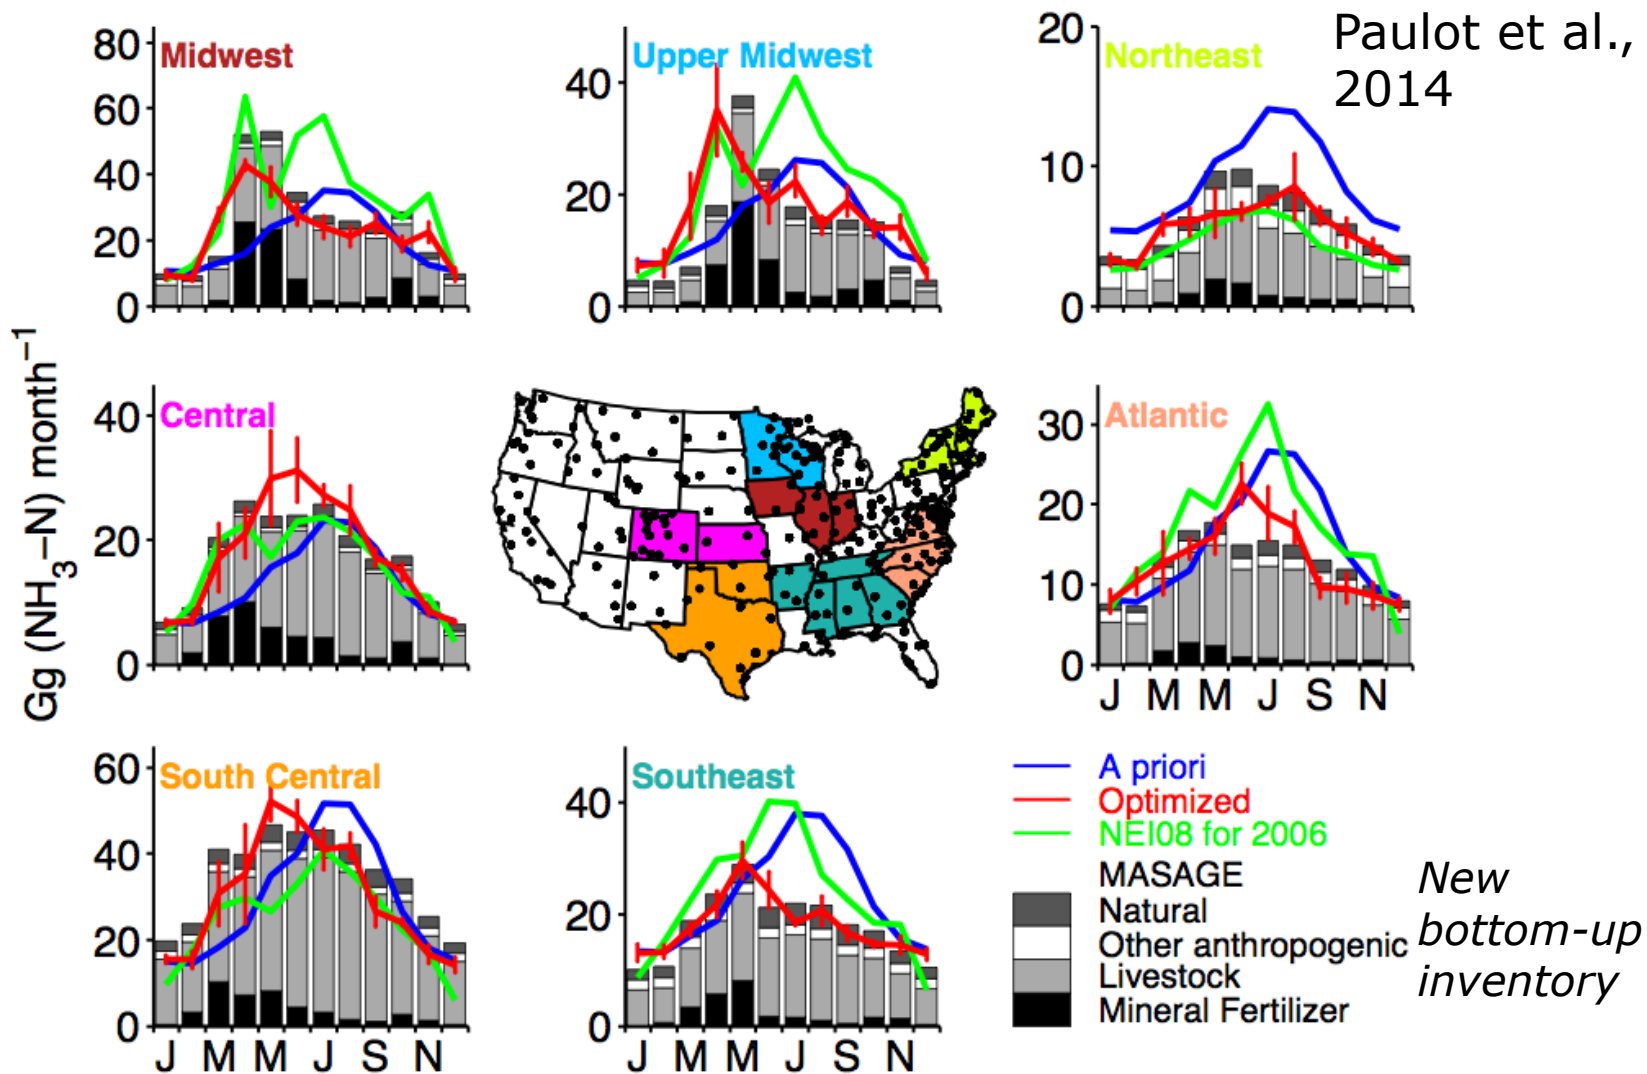 Paulot et al.,
2014
Midwest
80
60
40
20
0
Upper Midwest
40
20
0
Northeast
20
10
0
Gg (NH3–N) month−1
Central
40
20
0
Atlantic
30
20
10
0
J M M J S N
South Central
60
40
20
0
J M M J S N
Southeast
40
20
0
J M M J S N
A priori
Optimized
NEI08 for 2006
MASAGE
Natural
Other anthropogenic
Livestock
Mineral Fertilizer
New
bottom-up
inventory